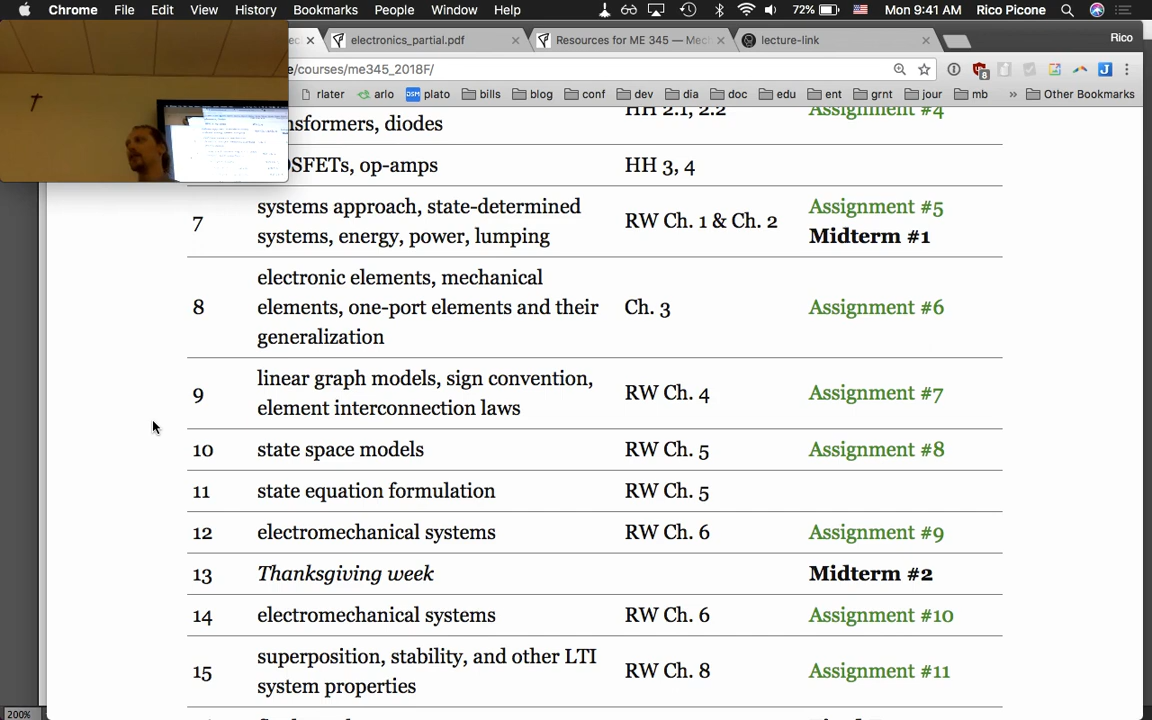 Chrome File Edit View History Bookmarks People Window Help 72% Mon 9:41 AM Rico Picone
electronics_partial.pdf Resources for ME 345 — Mech lecture-link Rico
e/courses/me345_2018F/ 8
rlater arlo DSM plato bills blog conf dev dia doc edu ent grnt jour mb » Other Bookmarks
nsformers, diodes HH 2.1, 2.2 Assignment #4
OSFETs, op-amps HH 3, 4
7 systems approach, state-determined systems, energy, power, lumping RW Ch. 1 & Ch. 2 Assignment #5 Midterm #1
8 electronic elements, mechanical elements, one-port elements and their generalization Ch. 3 Assignment #6
9 linear graph models, sign convention, element interconnection laws RW Ch. 4 Assignment #7
10 state space models RW Ch. 5 Assignment #8
11 state equation formulation RW Ch. 5
12 electromechanical systems RW Ch. 6 Assignment #9
13 Thanksgiving week Midterm #2
14 electromechanical systems RW Ch. 6 Assignment #10
15 superposition, stability, and other LTI system properties RW Ch. 8 Assignment #11
200%